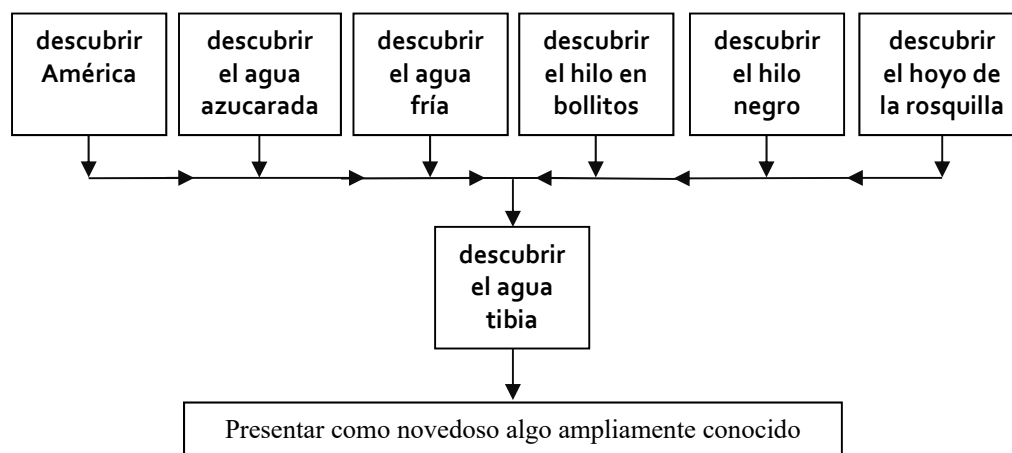 descubrir
América
descubrir
el agua
azucarada
descubrir
el agua
fría
descubrir
el hilo en
bollitos
descubrir
el hilo
negro
descubrir
el hoyo de
la rosquilla
descubrir
el agua
tibia
Presentar como novedoso algo ampliamente conocido